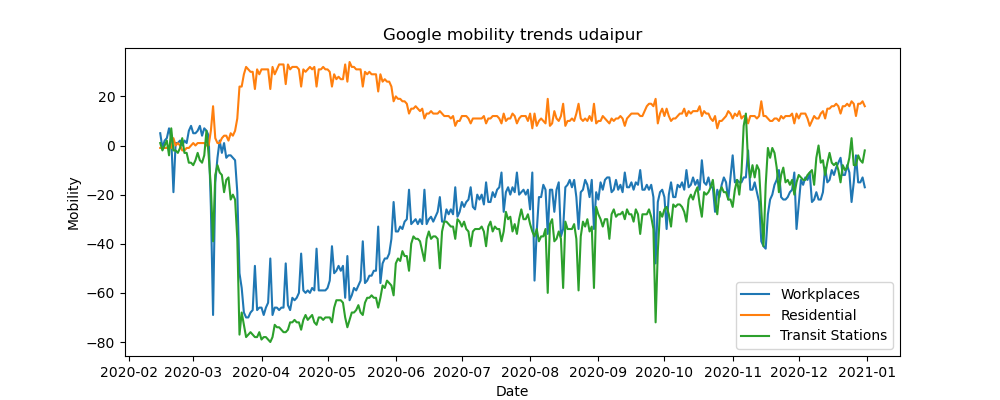 Google mobility trends udaipur
Mobility
20
0
−20
−40
−60
−80
2020-02 2020-03 2020-04 2020-05 2020-06 2020-07 2020-08 2020-09 2020-10 2020-11 2020-12 2021-01
Date
Workplaces
Residential
Transit Stations